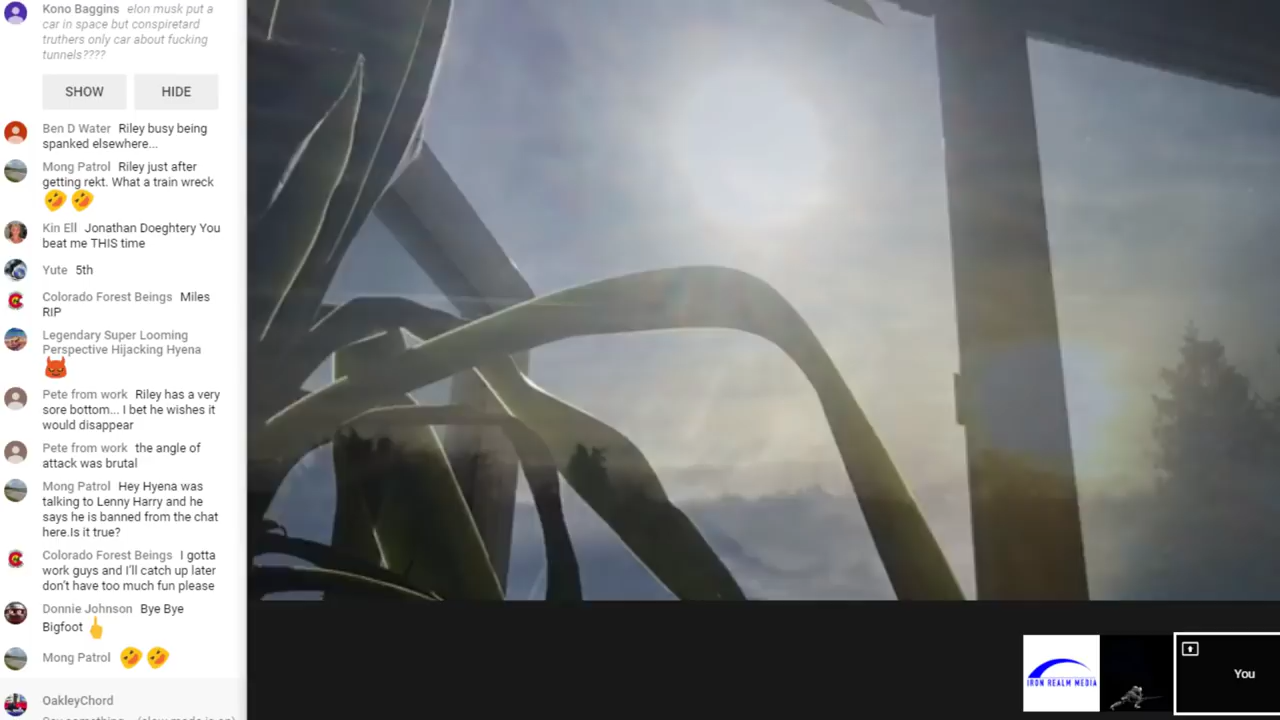 Kono Baggins elon musk put a
car in space but conspiretard
truthers only car about fucking
tunnels????
SHOW HIDE
Ben D Water Riley busy being
spanked elsewhere...
Mong Patrol Riley just after
getting rekt. What a train wreck
Kin Ell Jonathan Doeghtery You
beat me THIS time
Yute 5th
Colorado Forest Beings Miles
RIP
Legendary Super Looming
Perspective Hijacking Hyena
Pete from work Riley has a very
sore bottom... I bet he wishes it
would disappear
Pete from work the angle of
attack was brutal
Mong Patrol Hey Hyena was
talking to Lenny Harry and he
says he is banned from the chat
here.Is it true?
Colorado Forest Beings I gotta
work guys and I'll catch up later
don't have too much fun please
Donnie Johnson Bye Bye
Bigfoot
Mong Patrol
OakleyChord
Say something... (slow mode is on)
IRON REALM MEDIA
You